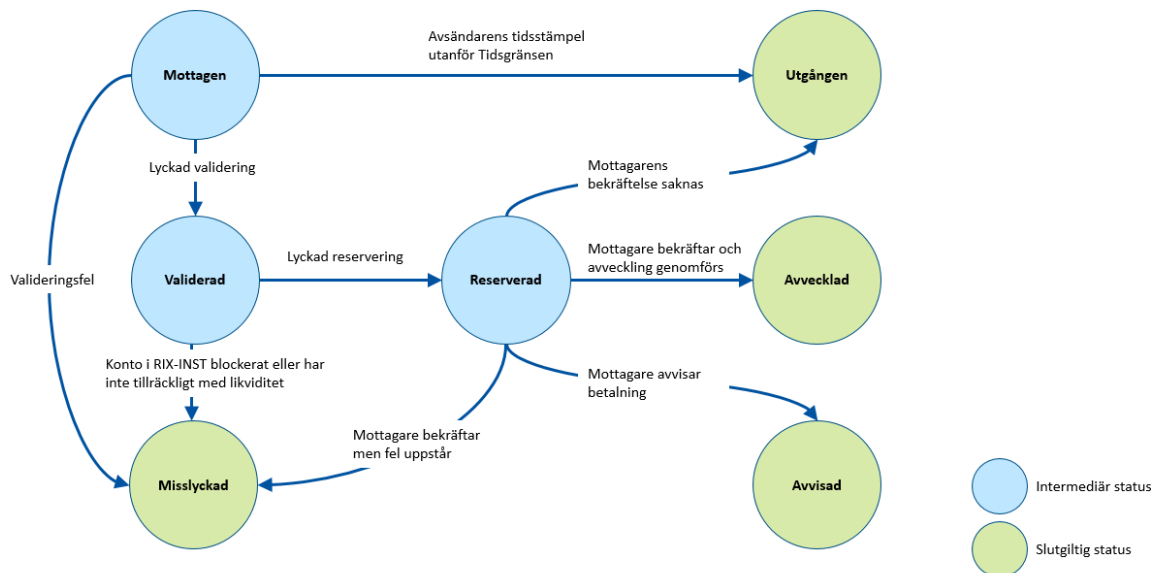 Avsändarens tidsstämpel
utanför Tidsgränsen
Mottagen
Utgången
Lyckad validering
Mottagarens
bekräftelse saknas
Valideringsfel
Validerad
Lyckad reservering
Reserverad
Mottagare bekräftar och
avveckling genomförs
Avvecklad
Konto i RIX-INST blockerat eller har
inte tillräckligt med likviditet
Mottagare avvisar
betalning
Mottagare bekräftar
men fel uppstår
Misslyckad
Avvisad
Intermediär status
Slutgiltig status